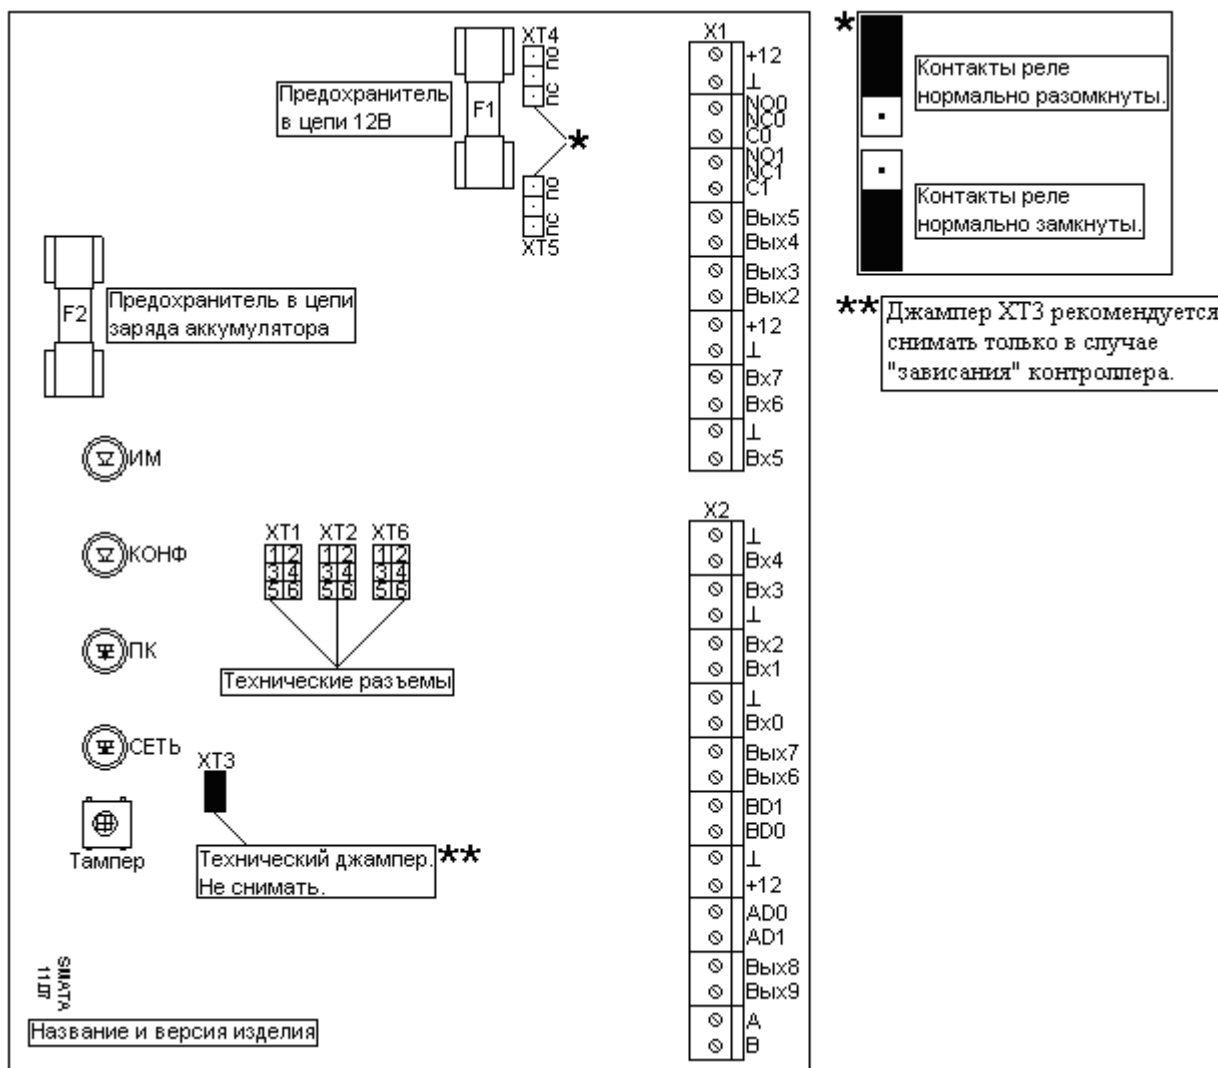 XT4
no
nc
Предохранитель
в цепи 12В
F1
*
no
nc
XT5
F2
Предохранитель в цепи
заряда аккумулятора
ИМ
КОНФ
ПК
СЕТЬ
Тампер
XT1 XT2 XT6
1 2 1 2 1 2
3 4 3 4 3 4
5 6 5 6 5 6
Технические разъемы
XT3
Технический джампер. **
Не снимать.
SMATA
Название и версия изделия
X1
+12
⊥
NO0
NC0
C0
NO1
NC1
C1
Вых5
Вых4
Вых3
Вых2
+12
⊥
Вх7
Вх6
⊥
Вх5
X2
⊥
Вх4
Вх3
⊥
Вх2
Вх1
⊥
Вх0
Вых7
Вых6
BD1
BD0
⊥
+12
AD0
AD1
Вых8
Вых9
A
B
*
Контакты реле
нормально разомкнуты.
Контакты реле
нормально замкнуты.
** Джампер XT3 рекомендуется
снимать только в случае
"зависания" контроллера.